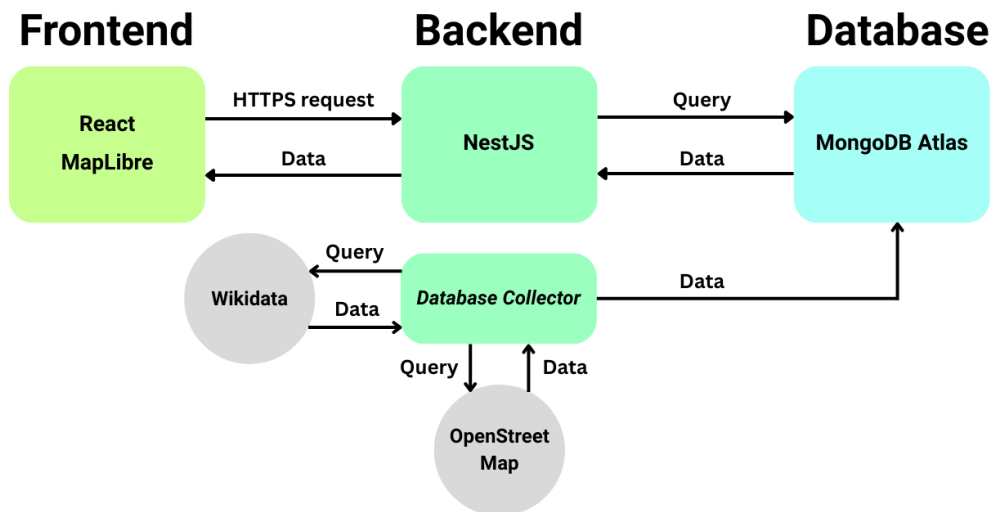 Frontend
Backend
Database
React
MapLibre
HTTPS request
Data
NestJS
Query
Data
MongoDB Atlas
Wikidata
Query
Data
Database Collector
Data
Query
Data
OpenStreet
Map